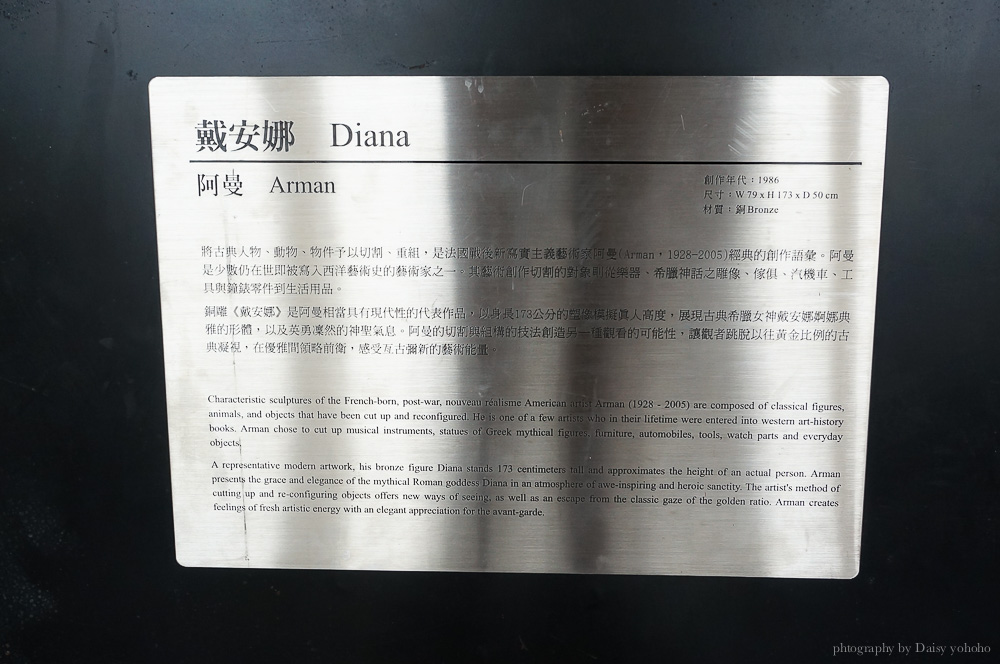 戴安娜 Diana
阿曼 Arman
創作年代：1986
尺寸：W 79 x H 173 x D 50 cm
材質：銅Bronze
將古典人物、動物、物件予以切割、重組，是法國戰後新寫實主義藝術家阿曼(Arman，1928-2005)經典的創作語彙。阿曼
是少數仍在世即被寫入西洋藝術史的藝術家之一。其藝術創作切割的對象則從樂器、希臘神話之雕像、傢俱、汽機車、工
具與鐘錶零件到生活用品。
銅雕《戴安娜》是阿曼相當具有現代性的代表作品，以身長173公分的塑像模擬真人高度，展現古典希臘女神戴安娜婀娜典
雅的形體，以及英勇凜然的神聖氣息。阿曼的切割與組構的技法創造另一種觀看的可能性，讓觀者跳脫以往黃金比例的古
典凝視，在優雅間領略前衛，感受亙古彌新的藝術能量。
Characteristic sculptures of the French-born, post-war, nouveau réalisme American artist Arman (1928 - 2005) are composed of classical figures,
animals, and objects that have been cut up and reconfigured. He is one of a few artists who in their lifetime were entered into western art-history
books. Arman chose to cut up musical instruments, statues of Greek mythical figures, furniture, automobiles, tools, watch parts and everyday
objects.
A representative modern artwork, his bronze figure Diana stands 173 centimeters tall and approximates the height of an actual person. Arman
presents the grace and elegance of the mythical Roman goddess Diana in an atmosphere of awe-inspiring and heroic sanctity. The artist's method of
cutting up and re-configuring objects offers new ways of seeing, as well as an escape from the classic gaze of the golden ratio. Arman creates
feelings of fresh artistic energy with an elegant appreciation for the avant-garde.
photography by Daisy yohoho